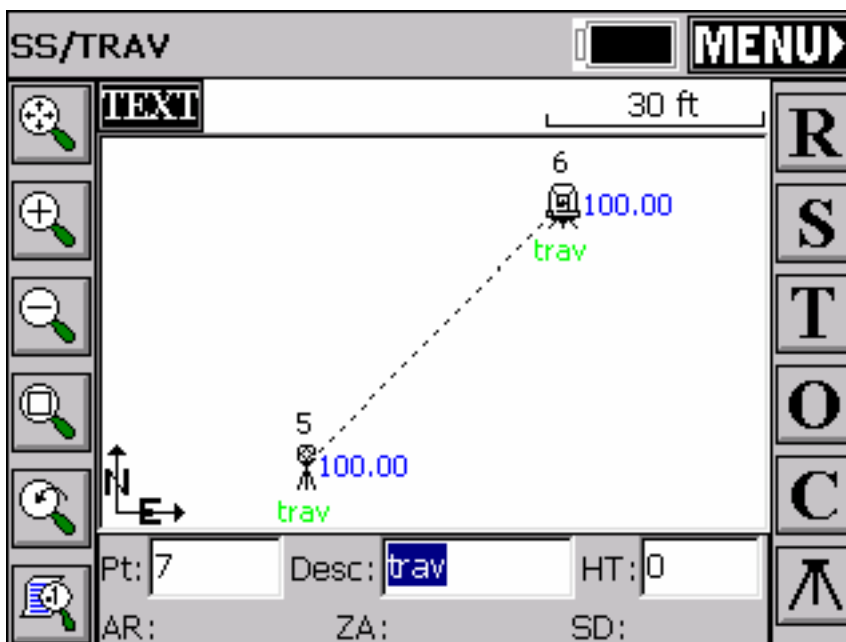 SS/TRAV
MENU
TEXT
30 ft
R
6
100.00
trav
S
T
O
5
100.00
trav
N
E
C
Pt: 7 Desc: trav HT: 0
AR: ZA: SD: